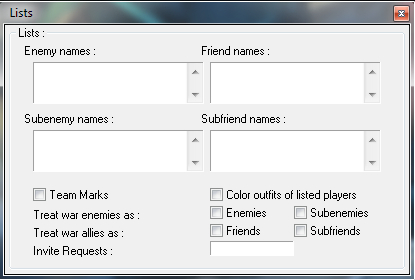 Lists
Lists :
Enemy names :
Friend names :
Subenemy names :
Subfriend names :
Team Marks
Color outfits of listed players
Treat war enemies as :
Enemies
Subenemies
Treat war allies as :
Friends
Subfriends
Invite Requests :